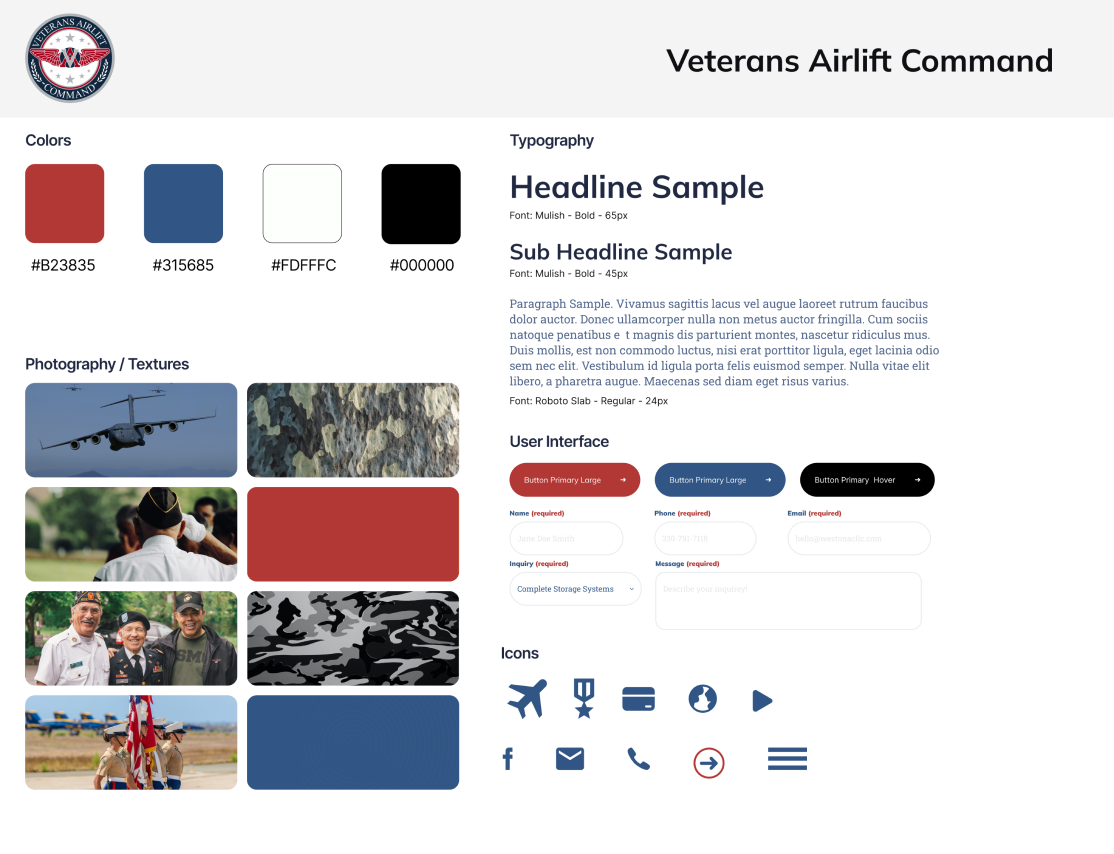 VETERANS AIRLIFT
COMMAND
Veterans Airlift Command
Colors
#B23835
#315685
#FDFFFC
#000000
Photography / Textures
Typography
Headline Sample
Font: Mulish - Bold - 65px
Sub Headline Sample
Font: Mulish - Bold - 45px
Paragraph Sample. Vivamus sagittis lacus vel augue laoreet rutrum faucibus
dolor auctor. Donec ullamcorper nulla non metus auctor fringilla. Cum sociis
natoque penatibus e t magnis dis parturient montes, nascetur ridiculus mus.
Duis mollis, est non commodo luctus, nisi erat porttitor ligula, eget lacinia odio
sem nec elit. Vestibulum id ligula porta felis euismod semper. Nulla vitae elit
libero, a pharetra augue. Maecenas sed diam eget risus varius.
Font: Roboto Slab - Regular - 24px
User Interface
Button Primary Large
Button Primary Large
Button Primary Hover
Name (required)
Phone (required)
Email (required)
Jane Doe Smith
Inquiry (required)
Message (required)
Complete Storage Systems
Describe your inquirey!
Icons